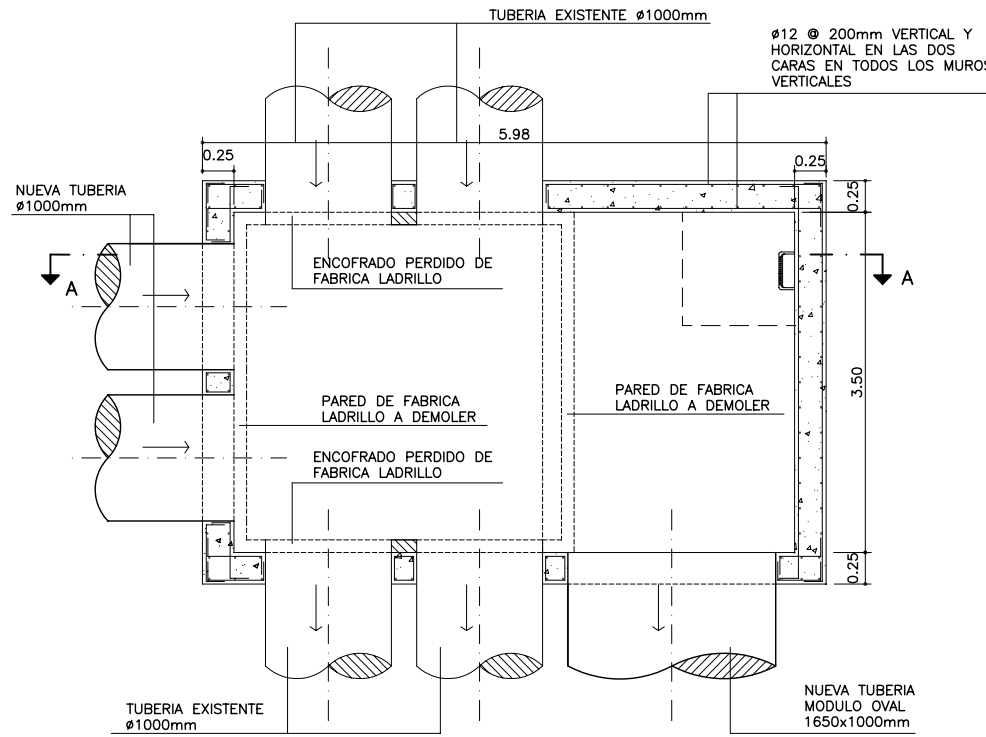 TUBERIA EXISTENTE ø1000mm
ø12 @ 200mm VERTICAL Y
HORIZONTAL EN LAS DOS
CARAS EN TODOS LOS MUROS
VERTICALES
5.98
0.25
0.25
0.25
NUEVA TUBERIA
ø1000mm
ENCOFRADO PERDIDO DE
FABRICA LADRILLO
A
A
PARED DE FABRICA
LADRILLO A DEMOLER
PARED DE FABRICA
LADRILLO A DEMOLER
3.50
ENCOFRADO PERDIDO DE
FABRICA LADRILLO
0.25
TUBERIA EXISTENTE
ø1000mm
NUEVA TUBERIA
MODULO OVAL
1650x1000mm